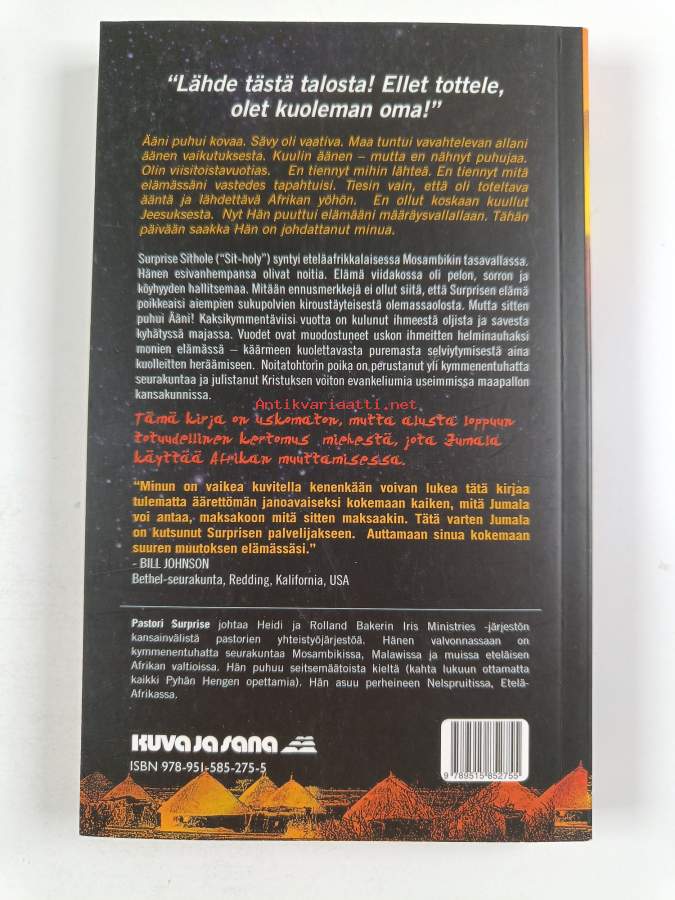 “Lähde tästä talosta! Ellet tottele,
olet kuoleman oma!”
Ääni puhui kovaa. Sävy oli vaativa. Maa tuntui vavahtelevan allani
äänen vaikutuksesta. Kuulin äänen – mutta en nähnyt puhujaa.
Olin viisitoistavuotias. En tiennyt mihin lähteä. En tiennyt mitä
elämässäni vastedes tapahtuisi. Tiesin vain, että oli toteltava
ääntä ja lähdettävä Afrikan yöhön. En ollut koskaan kuullut
Jeesuksesta. Nyt Hän puuttui elämääni määräysvallallaan. Tähän
päivään saakka Hän on johdattanut minua.
Surprise Sithole (“Sit-holy”) syntyi eteläafrikkalaisessa Mosambikin tasavallassa.
Hänen esivanhempansa olivat noitia. Elämä viidakossa oli pelon, sorron ja
köyhyyden hallitsemaa. Mitään ennusmerkkejä ei ollut siitä, että Surprisen elämä
poikkeaisi aiempien sukupolvien kiroustäyteisestä olemassaolosta. Mutta sitten
puhui Ääni! Kaksikymmentäviisi vuotta on kulunut ihmeestä oljista ja savesta
kyhätyssä majassa. Vuodet ovat muodostuneet uskon ihmeitten helminauhaksi
monien elämässä – käärmeen kuolettavasta puremasta selviytymisestä aina
kuolleitten heräämiseen. Noitatohtorin poika on perustanut yli kymmenentuhatta
seurakuntaa ja julistanut Kristuksen voiton evankeliumia useimmissa maapallon
kansakunnissa.
Antikvariaatti.net
Tämä kirja on uskomaton, mutta alusta loppuun
totuudellinen kertomus miehestä, jota Jumala
käyttää Afrikan muuttamisessa.
“Minun on vaikea kuvitella kenenkään voivan lukea tätä kirjaa
tulematta äärettömän janoavaiseksi kokemaan kaiken, mitä Jumala
voi antaa, maksakoon mitä sitten maksaakin. Tätä varten Jumala
on kutsunut Surprisen palvelijakseen. Auttamaan sinua kokemaan
suuren muutoksen elämässäsi.”
- BILL JOHNSON
Bethel-seurakunta, Redding, Kalifornia, USA
Pastori Surprise johtaa Heidi ja Rolland Bakerin Iris Ministries -järjestön
kansainvälistä pastorien yhteistyöjärjestöä. Hänen valvonnassaan on
kymmenentuhatta seurakuntaa Mosambikissa, Malawissa ja muissa eteläisen
Afrikan valtioissa. Hän puhuu seitsemäätoista kieltä (kahta lukuun ottamatta
kaikki Pyhän Hengen opettamia). Hän asuu perheineen Nelspruitissa, Etelä-
Afrikassa.
KUVA JA SANA
ISBN 978-951-585-275-5
9 789515 852755